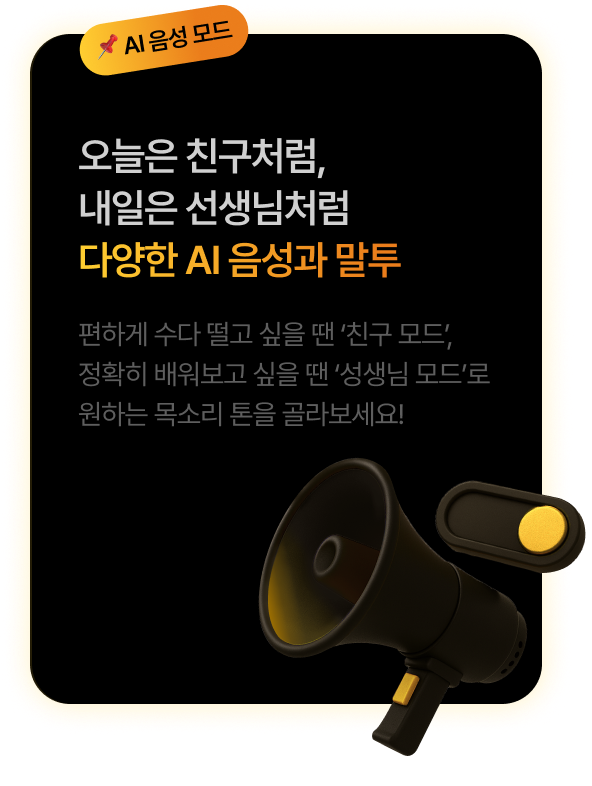 AI 음성 모드
오늘은 친구처럼,
내일은 선생님처럼
다양한 AI 음성과 말투
편하게 수다 떨고 싶을 땐 ‘친구 모드’,
정확히 배워보고 싶을 땐 ‘성생님 모드’로
원하는 목소리 톤을 골라보세요!